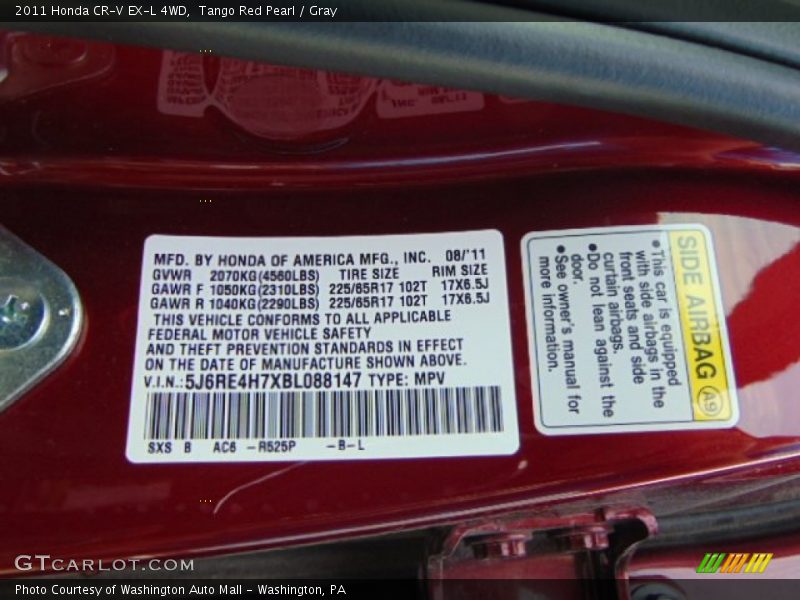 2011 Honda CR-V EX-L 4WD, Tango Red Pearl / Gray
MFD. BY HONDA OF AMERICA MFG., INC. 08/'11
GVWR 2070KG(4560LBS) TIRE SIZE RIM SIZE
GAWR F 1050KG(2310LBS) 225/65R17 102T 17X6.5J
GAWR R 1040KG(2290LBS) 225/65R17 102T 17X6.5J
THIS VEHICLE CONFORMS TO ALL APPLICABLE
FEDERAL MOTOR VEHICLE SAFETY
AND THEFT PREVENTION STANDARDS IN EFFECT
ON THE DATE OF MANUFACTURE SHOWN ABOVE.
V.I.N.:5J6RE4H7XBL088147 TYPE: MPV
SXS B AC6 -R525P -B-L
SIDE AIRBAG A9
•This car is equipped
with side airbags in the
front seats and side
curtain airbags.
•Do not lean against the
door.
•See owner's manual for
more information.
GTCARLOT.COM
Photo Courtesy of Washington Auto Mall - Washington, PA